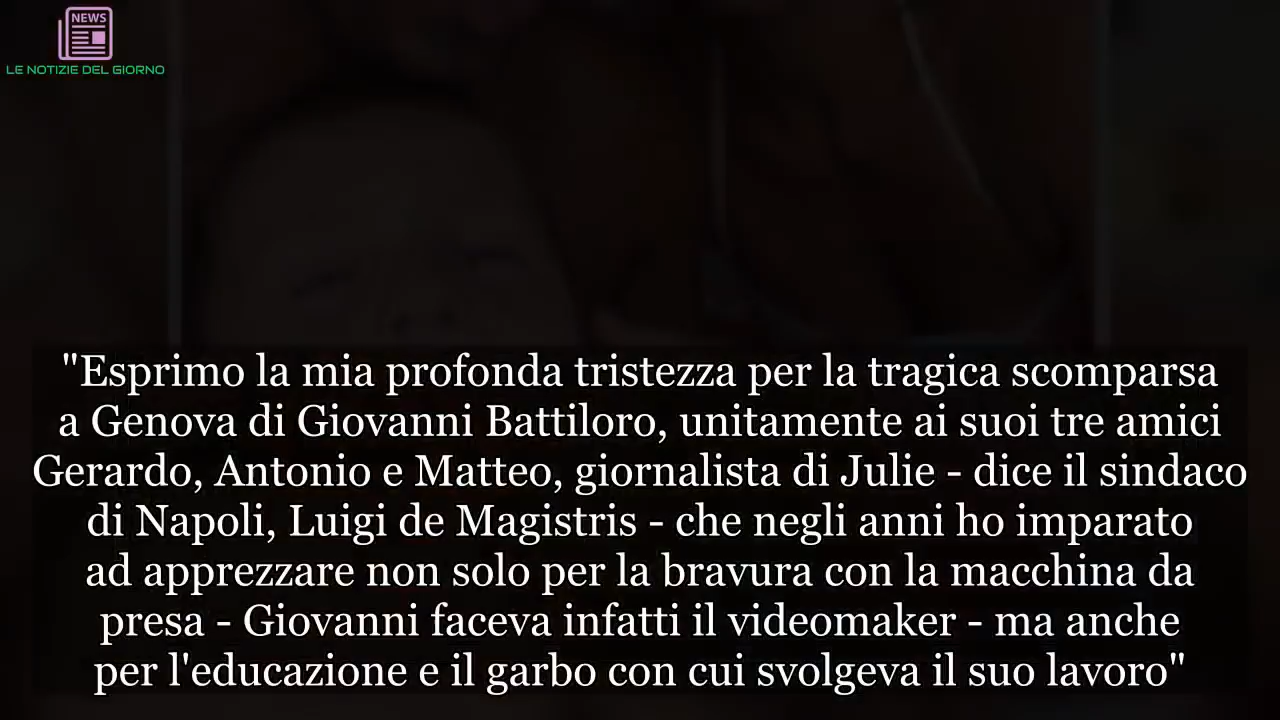 NEWS
LE NOTIZIE DEL GIORNO
"Esprimo la mia profonda tristezza per la tragica scomparsa
a Genova di Giovanni Battiloro, unitamente ai suoi tre amici
Gerardo, Antonio e Matteo, giornalista di Julie - dice il sindaco
di Napoli, Luigi de Magistris - che negli anni ho imparato
ad apprezzare non solo per la bravura con la macchina da
presa - Giovanni faceva infatti il videomaker - ma anche
per l'educazione e il garbo con cui svolgeva il suo lavoro"